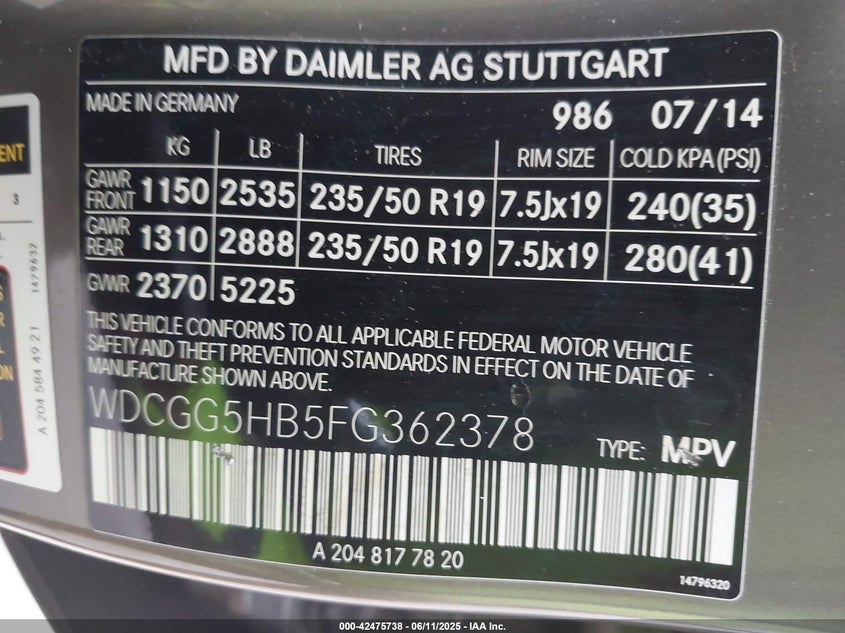 MFD BY DAIMLER AG STUTTGART
MADE IN GERMANY 986 07/14
KG LB TIRES RIM SIZE COLD KPA(PSI)
GAWR FRONT 1150 2535 235/50 R19 7.5Jx19 240(35)
GAWR REAR 1310 2888 235/50 R19 7.5Jx19 280(41)
GVWR 2370 5225
THIS VEHICLE CONFORMS TO ALL APPLICABLE FEDERAL MOTOR VEHICLE
SAFETY AND THEFT PREVENTION STANDARDS IN EFFECT ON THE DATE OF
MANUFACTURE SHOWN ABOVE.
WDCGG5HB5FG362378 TYPE: MPV
A 204 817 78 20
14796320
3
1479632
A 204 584 49 21
000-42475738 - 06/11/2025 - IAA Inc.